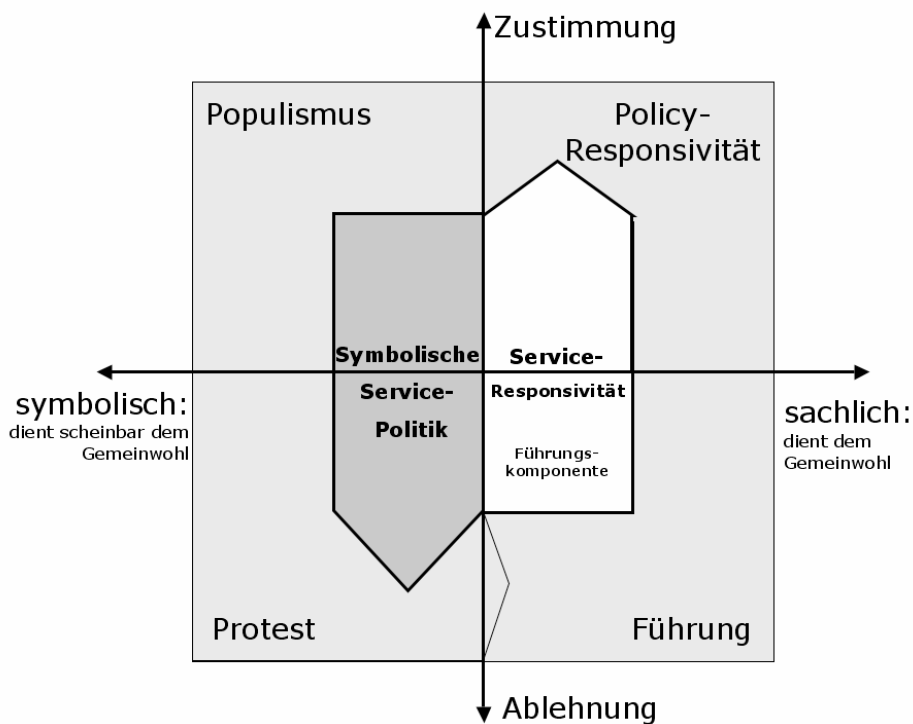 Zustimmung
Populismus
Policy-
Responsivität
Symbolische
Service-
Politik
Service-
Responsivität
Führungs-
komponente
symbolisch:
dient scheinbar dem
Gemeinwohl
sachlich:
dient dem
Gemeinwohl
Protest
Führung
Ablehnung